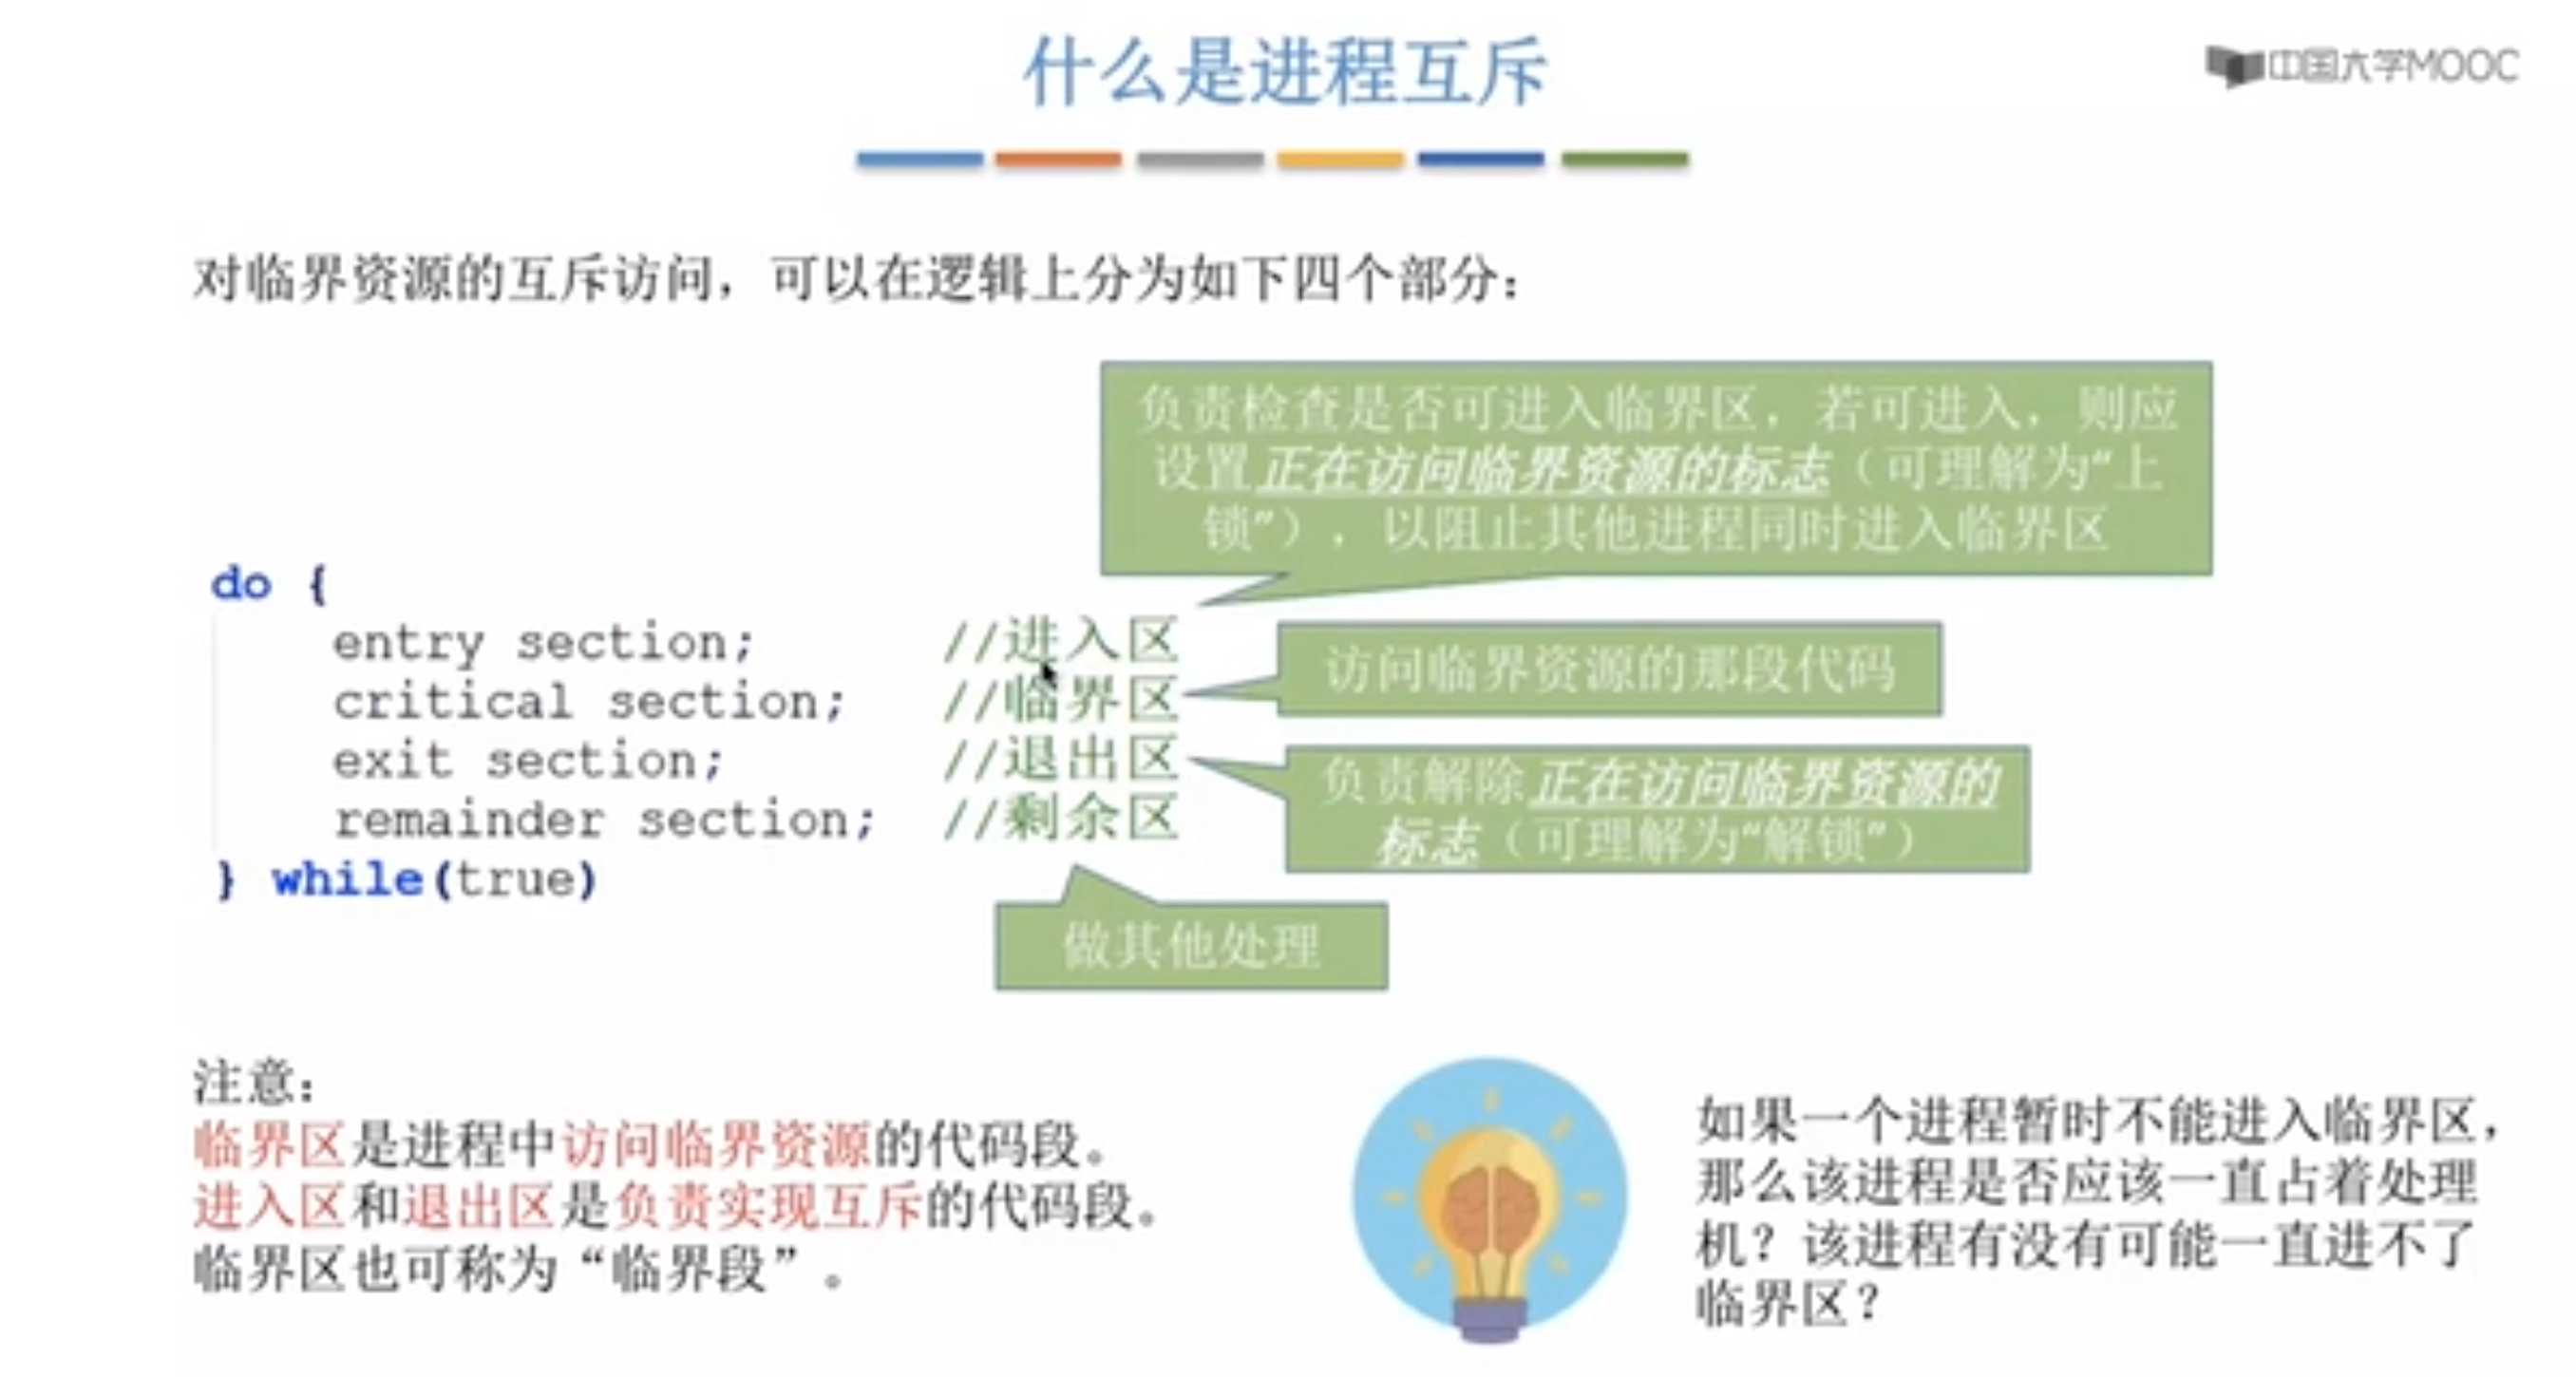 什么是进程互斥
中国大学MOOC
对临界资源的互斥访问，可以在逻辑上分为如下四个部分：
负责检查是否可进入临界区，若可进入，则应
设置正在访问临界资源的标志（可理解为“上
锁”），以阻止其他进程同时进入临界区
do {
entry section; //进入区
critical section; //临界区
exit section; //退出区
remainder section; //剩余区
} while(true)
访问临界资源的那段代码
负责解除正在访问临界资源的
标志（可理解为“解锁”）
做其他处理
注意：
临界区是进程中访问临界资源的代码段。
进入区和退出区是负责实现互斥的代码段。
临界区也可称为“临界段”。
如果一个进程暂时不能进入临界区，
那么该进程是否应该一直占着处理
机？该进程有没有可能一直进不了
临界区？